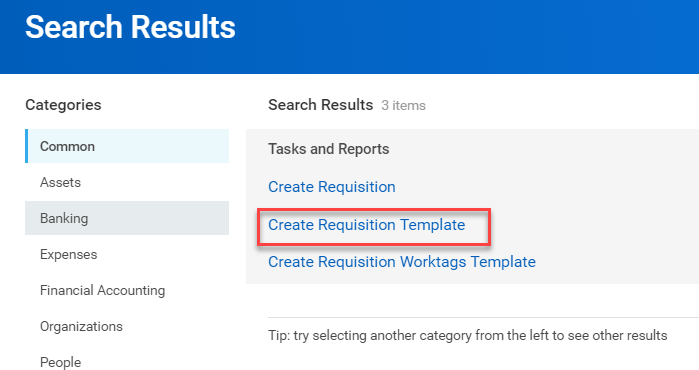 Search Results
Categories
Common
Assets
Banking
Expenses
Financial Accounting
Organizations
People
Search Results 3 items
Tasks and Reports
Create Requisition
Create Requisition Template
Create Requisition Worktags Template
Tip: try selecting another category from the left to see other results